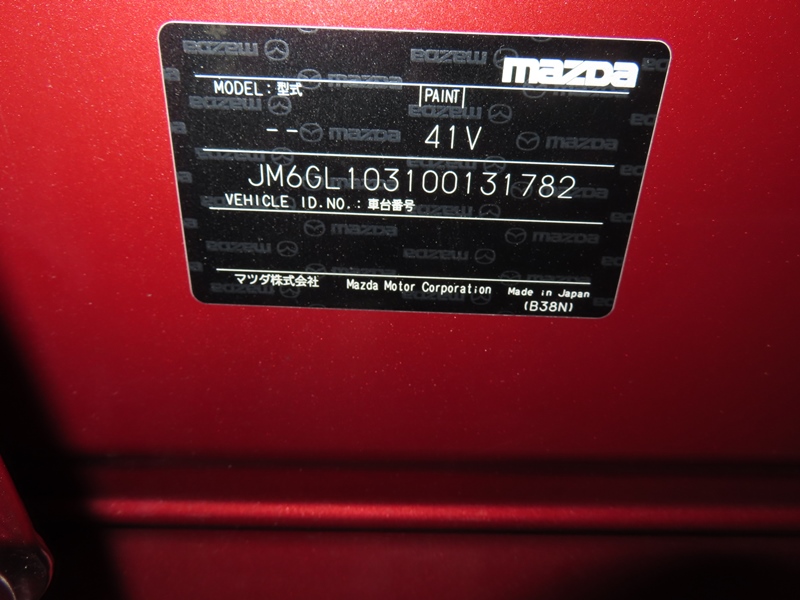 mazda
MODEL：型式 PAINT
-- 41V
JM6GL103100131782
VEHICLE ID.NO.：車台番号
マツダ株式会社 Mazda Motor Corporation Made in Japan
(B38N)